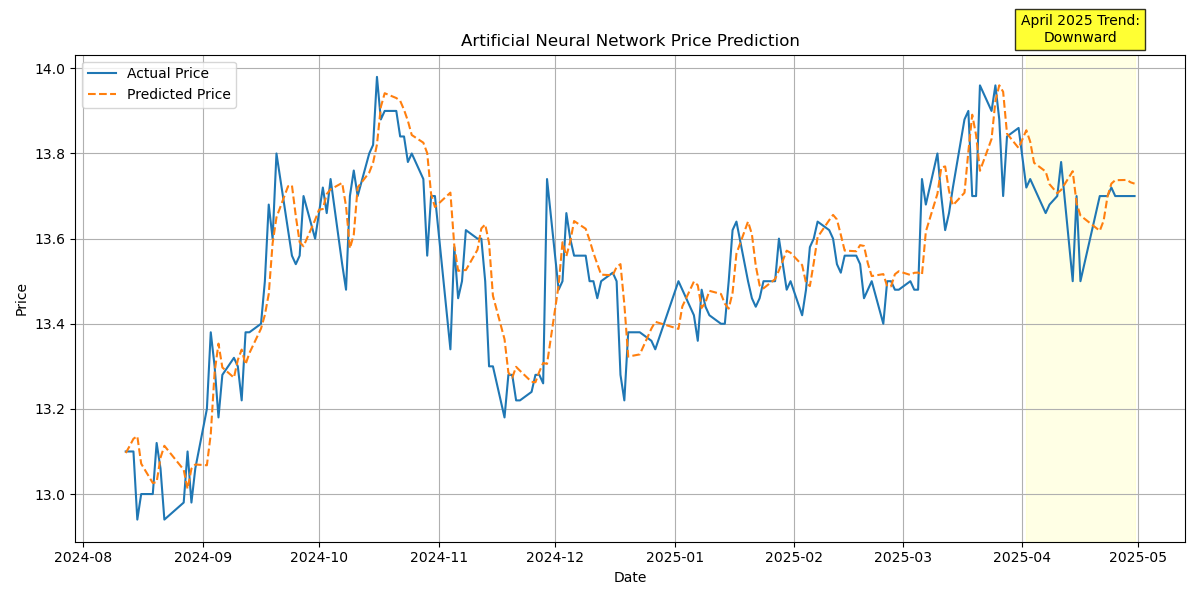 April 2025 Trend:
Downward
Artificial Neural Network Price Prediction
Actual Price
Predicted Price
Price
14.0
13.8
13.6
13.4
13.2
13.0
2024-08 2024-09 2024-10 2024-11 2024-12 2025-01 2025-02 2025-03 2025-04 2025-05
Date